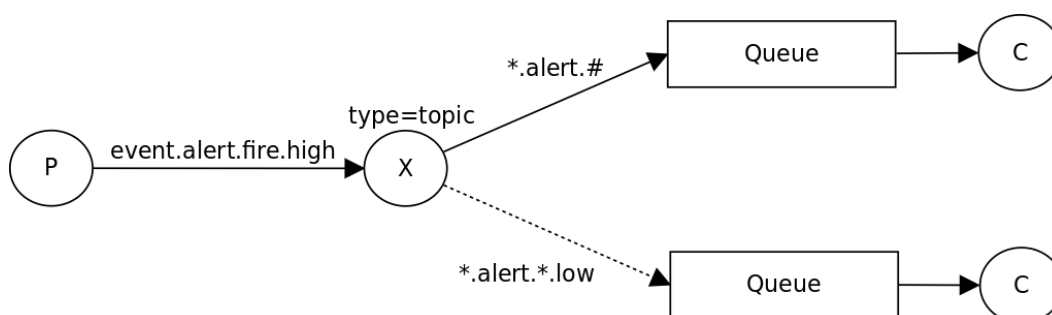 Queue
C
*.alert.#
type=topic
P
event.alert.fire.high
X
*.alert.*.low
Queue
C